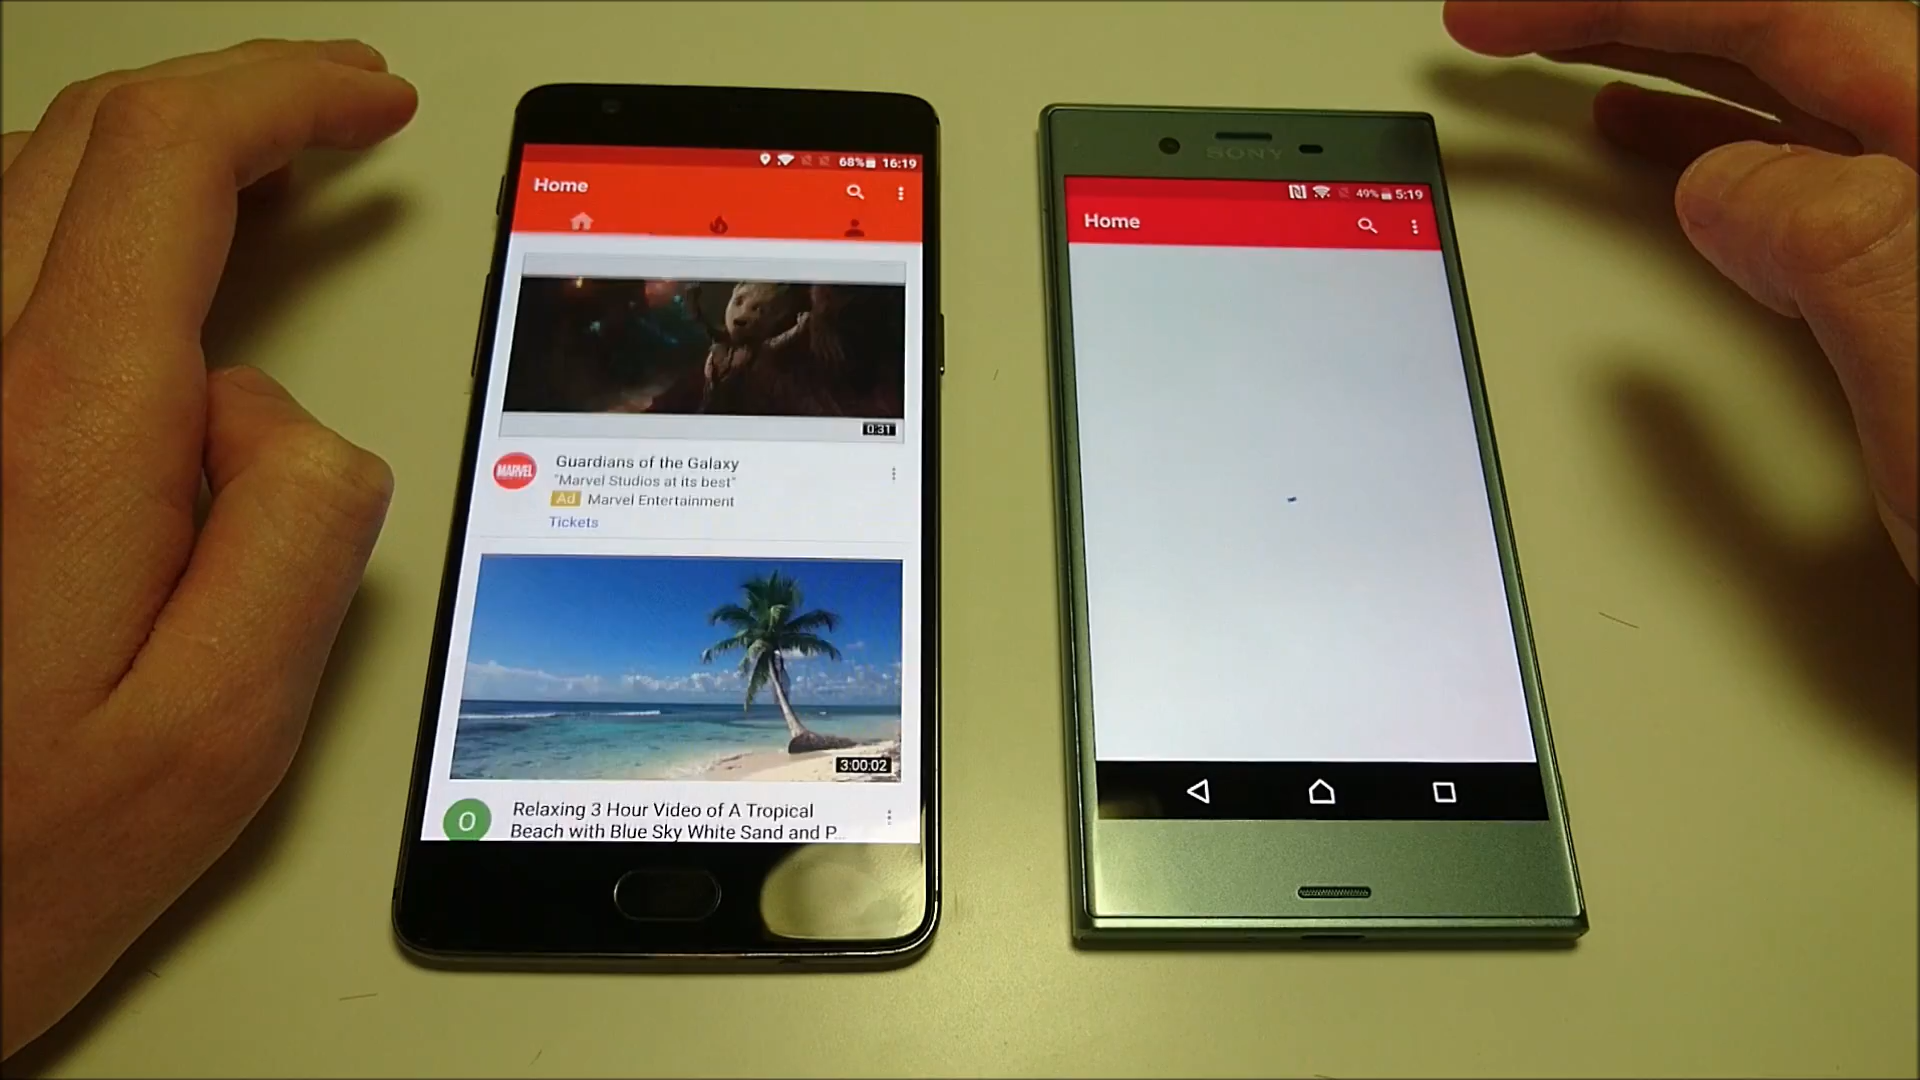 68% 16:19
Home
0:31
MARVEL
Guardians of the Galaxy
"Marvel Studios at its best"
Ad Marvel Entertainment
Tickets
3:00:02
O
Relaxing 3 Hour Video of A Tropical
Beach with Blue Sky White Sand and P...
SONY
49% 5:19
Home